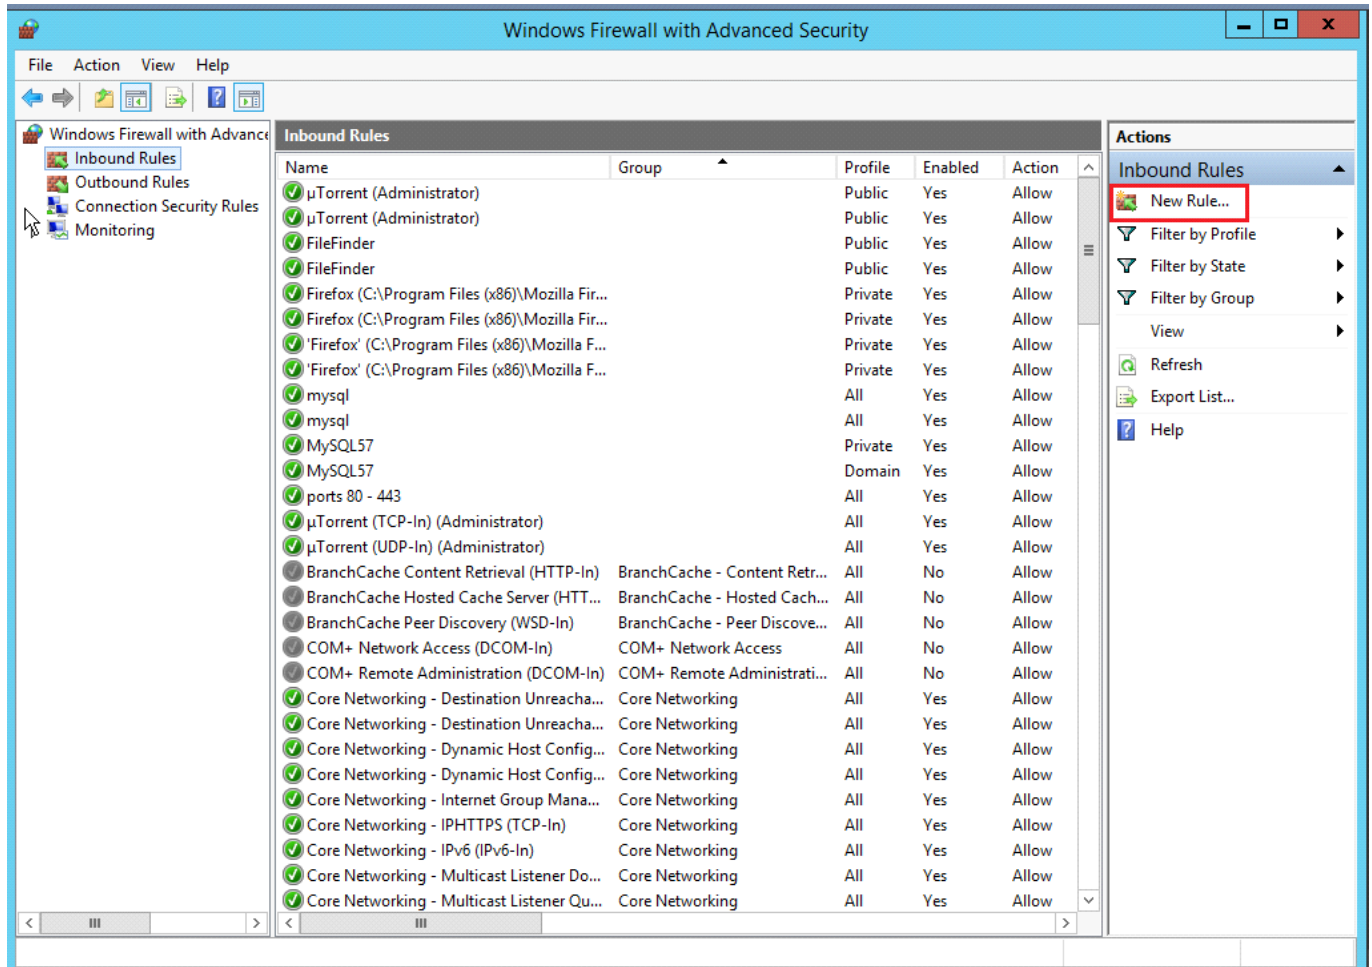 Windows Firewall with Advanced Security
File Action View Help
Windows Firewall with Advance
Inbound Rules
Outbound Rules
Connection Security Rules
Monitoring
Inbound Rules
Name Group Profile Enabled Action
µTorrent (Administrator) Public Yes Allow
µTorrent (Administrator) Public Yes Allow
FileFinder Public Yes Allow
FileFinder Public Yes Allow
Firefox (C:\Program Files (x86)\Mozilla Fir... Private Yes Allow
Firefox (C:\Program Files (x86)\Mozilla Fir... Private Yes Allow
'Firefox' (C:\Program Files (x86)\Mozilla F... Private Yes Allow
'Firefox' (C:\Program Files (x86)\Mozilla F... Private Yes Allow
mysql All Yes Allow
mysql All Yes Allow
MySQL57 Private Yes Allow
MySQL57 Domain Yes Allow
ports 80 - 443 All Yes Allow
µTorrent (TCP-In) (Administrator) All Yes Allow
µTorrent (UDP-In) (Administrator) All Yes Allow
BranchCache Content Retrieval (HTTP-In) BranchCache - Content Retr... All No Allow
BranchCache Hosted Cache Server (HTT... BranchCache - Hosted Cach... All No Allow
BranchCache Peer Discovery (WSD-In) BranchCache - Peer Discove... All No Allow
COM+ Network Access (DCOM-In) COM+ Network Access All No Allow
COM+ Remote Administration (DCOM-In) COM+ Remote Administrati... All No Allow
Core Networking - Destination Unreacha... Core Networking All Yes Allow
Core Networking - Destination Unreacha... Core Networking All Yes Allow
Core Networking - Dynamic Host Config... Core Networking All Yes Allow
Core Networking - Dynamic Host Config... Core Networking All Yes Allow
Core Networking - Internet Group Mana... Core Networking All Yes Allow
Core Networking - IPHTTPS (TCP-In) Core Networking All Yes Allow
Core Networking - IPv6 (IPv6-In) Core Networking All Yes Allow
Core Networking - Multicast Listener Do... Core Networking All Yes Allow
Core Networking - Multicast Listener Qu... Core Networking All Yes Allow
Actions
Inbound Rules
New Rule...
Filter by Profile
Filter by State
Filter by Group
View
Refresh
Export List...
Help